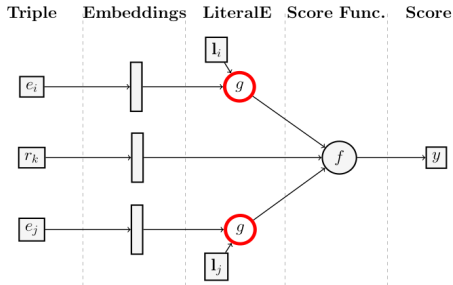 Triple Embeddings LiteralE Score Func. Score
l_i
e_i g
r_k f y
e_j g
l_j